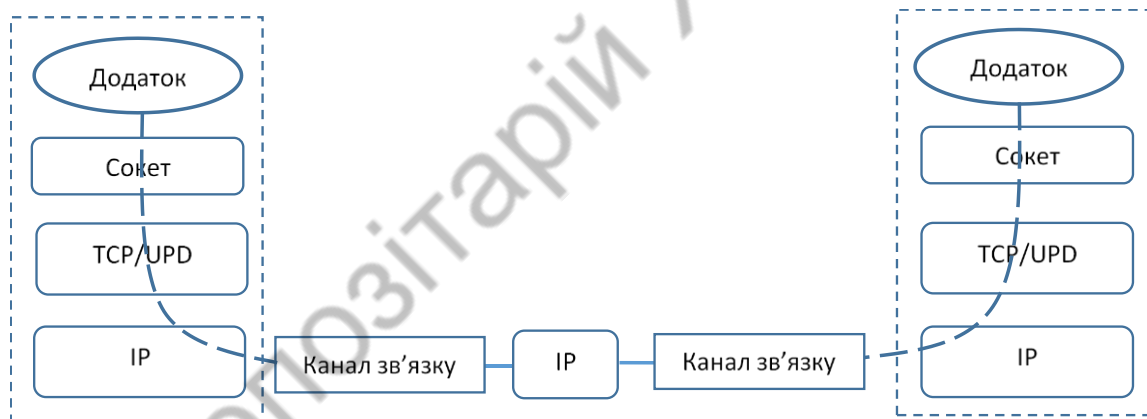 Додаток
Сокет
TCP/UPD
IP
Канал зв’язку
IP
Канал зв’язку
Додаток
Сокет
TCP/UPD
IP